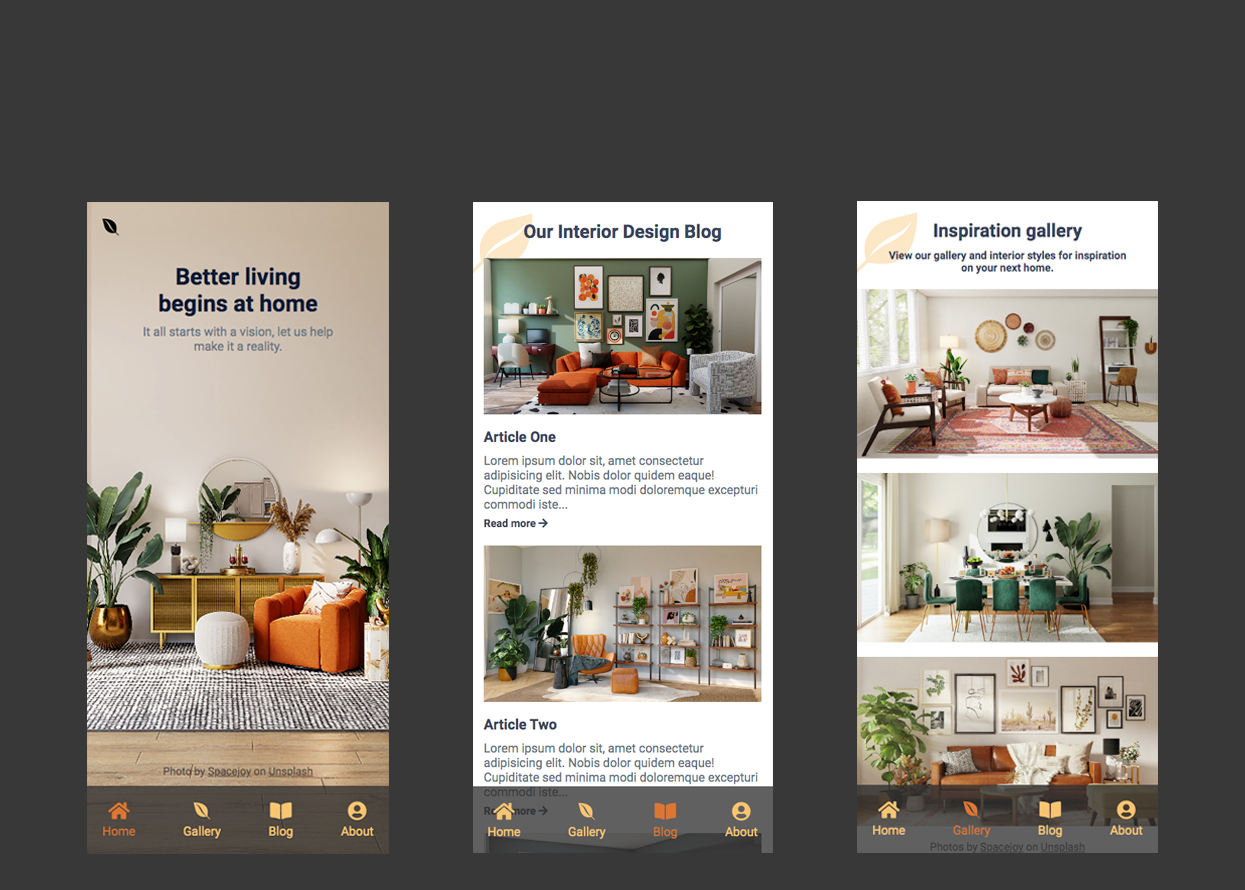 Better living
begins at home
It all starts with a vision, let us help
make it a reality.
Photo by Spacejoy on Unsplash
Home Gallery Blog About
Our Interior Design Blog
Article One
Lorem ipsum dolor sit, amet consectetur
adipisicing elit. Nobis dolor quidem eaque!
Cupiditate sed minima modi doloremque excepturi
commodi iste...
Read more →
Article Two
Lorem ipsum dolor sit, amet consectetur
adipisicing elit. Nobis dolor quidem eaque!
Cupiditate sed minima modi doloremque excepturi
commodi iste...
more →
Home Gallery Blog About
Inspiration gallery
View our gallery and interior styles for inspiration
on your next home.
Home Gallery Blog About
Photos by Spacejoy on Unsplash